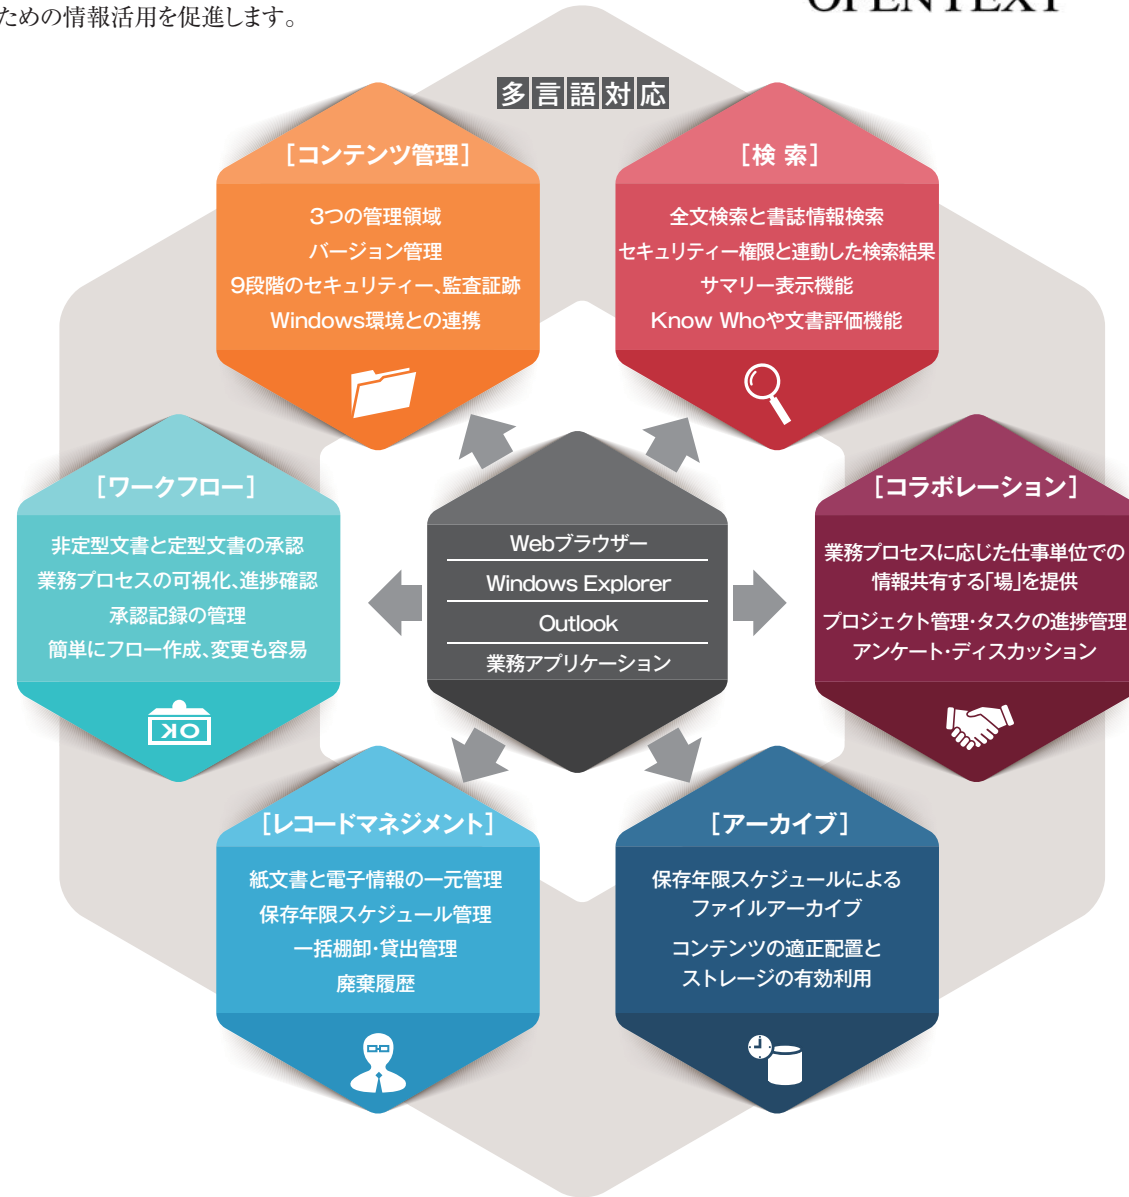 ための情報活用を促進します。
OPENTEXT
多言語対応
[コンテンツ管理]
3つの管理領域
バージョン管理
9段階のセキュリティー、監査証跡
Windows環境との連携
[検 索]
全文検索と書誌情報検索
セキュリティー権限と連動した検索結果
サマリー表示機能
Know Whoや文書評価機能
[ワークフロー]
非定型文書と定型文書の承認
業務プロセスの可視化、進捗確認
承認記録の管理
簡単にフロー作成、変更も容易
OK
Webブラウザー
Windows Explorer
Outlook
業務アプリケーション
[コラボレーション]
業務プロセスに応じた仕事単位での
情報共有する「場」を提供
プロジェクト管理・タスクの進捗管理
アンケート・ディスカッション
[レコードマネジメント]
紙文書と電子情報の一元管理
保存年限スケジュール管理
一括棚卸・貸出管理
廃棄履歴
[アーカイブ]
保存年限スケジュールによる
ファイルアーカイブ
コンテンツの適正配置と
ストレージの有効利用